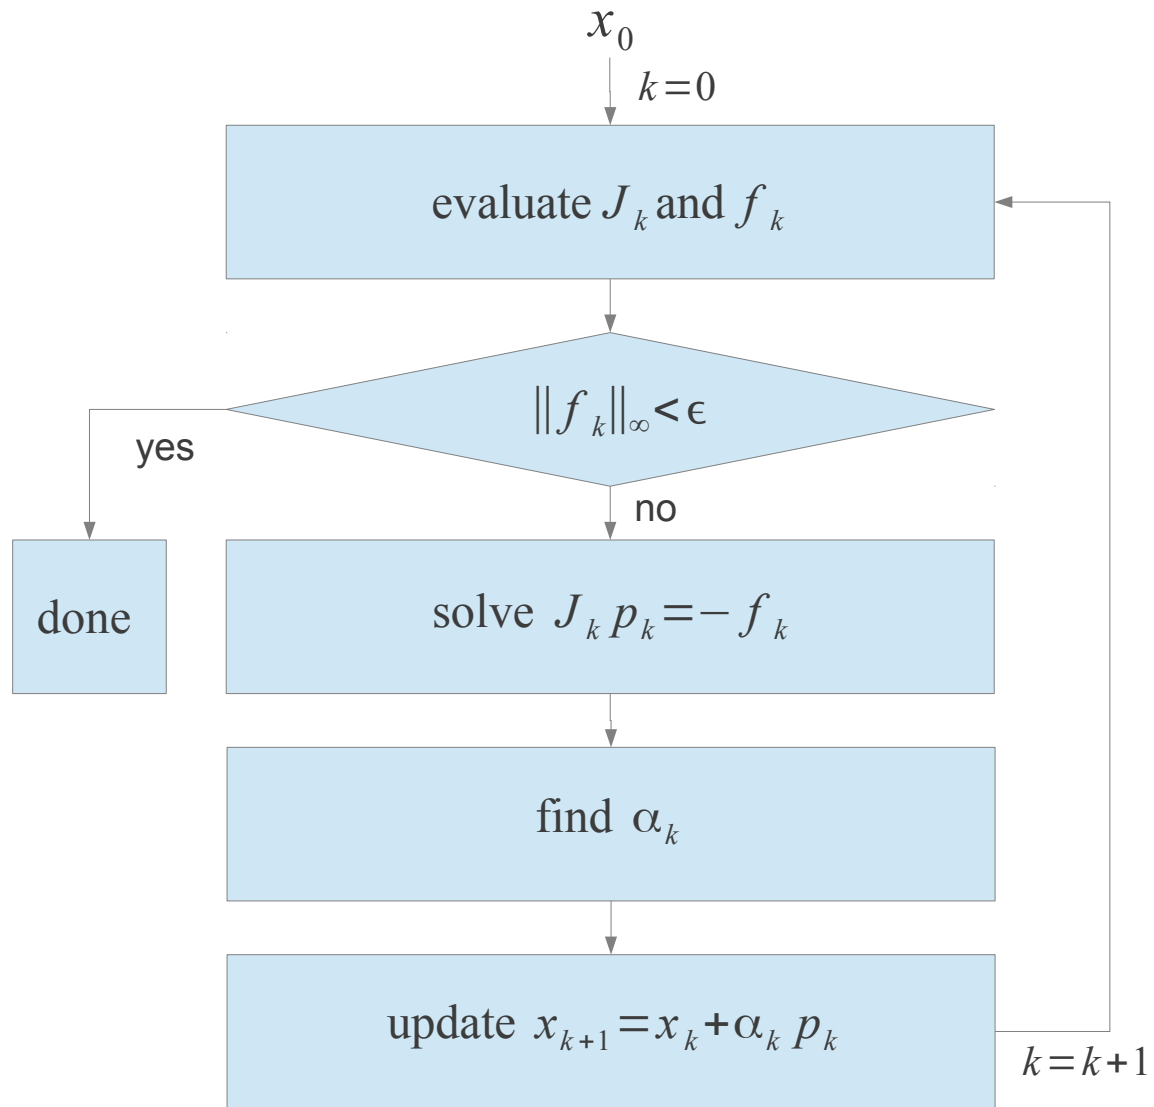 x₀
k=0
evaluate Jₖ and fₖ
||fₖ||∞<ϵ
yes
no
done
solve Jₖ pₖ=−fₖ
find αₖ
update xₖ₊₁=xₖ+αₖ pₖ
k=k+1